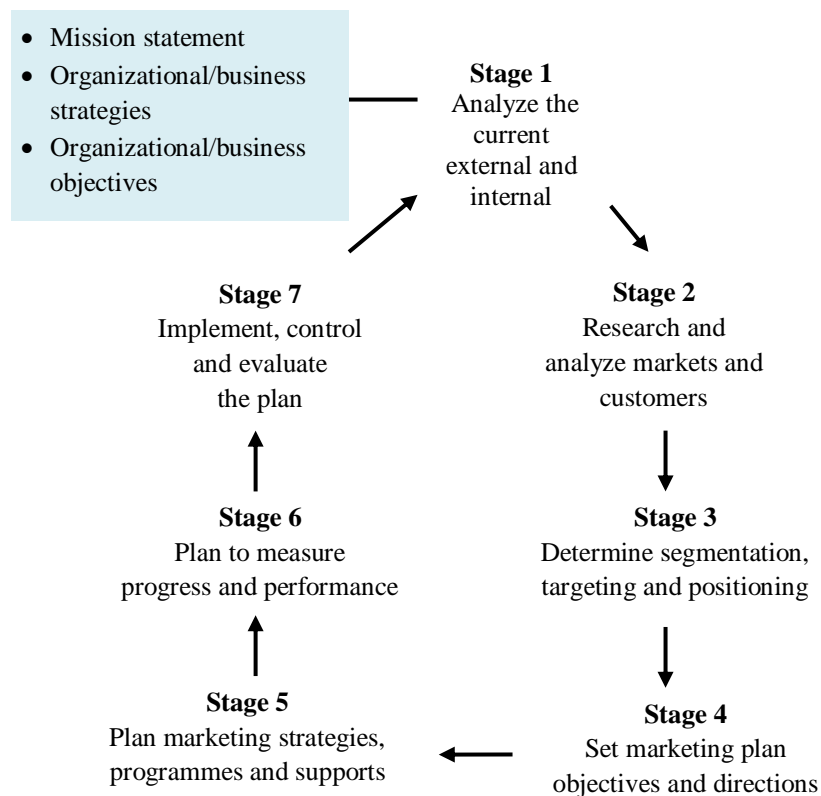 • Mission statement
• Organizational/business
strategies
• Organizational/business
objectives
Stage 1
Analyze the
current
external and
internal
Stage 2
Research and
analyze markets and
customers
Stage 3
Determine segmentation,
targeting and positioning
Stage 4
Set marketing plan
objectives and directions
Stage 5
Plan marketing strategies,
programmes and supports
Stage 6
Plan to measure
progress and performance
Stage 7
Implement, control
and evaluate
the plan